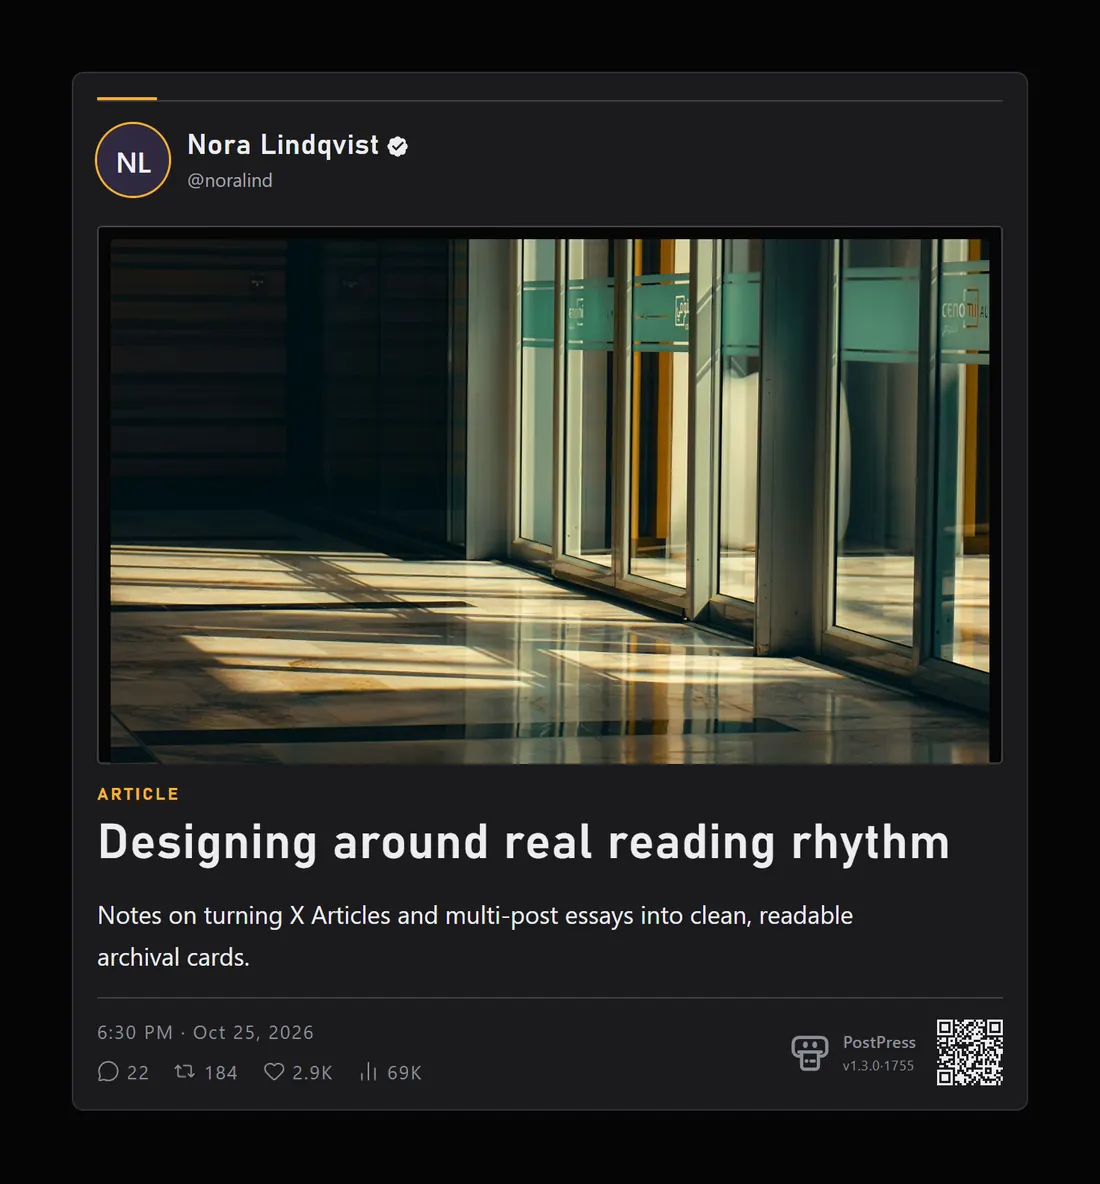 NL
Nora Lindqvist
@noralind
cenomi
CENOMI
ARTICLE
Designing around real reading rhythm
Notes on turning X Articles and multi-post essays into clean, readable
archival cards.
6:30 PM · Oct 25, 2026
22 184 2.9K 69K
PostPress
v1.3.0·1755